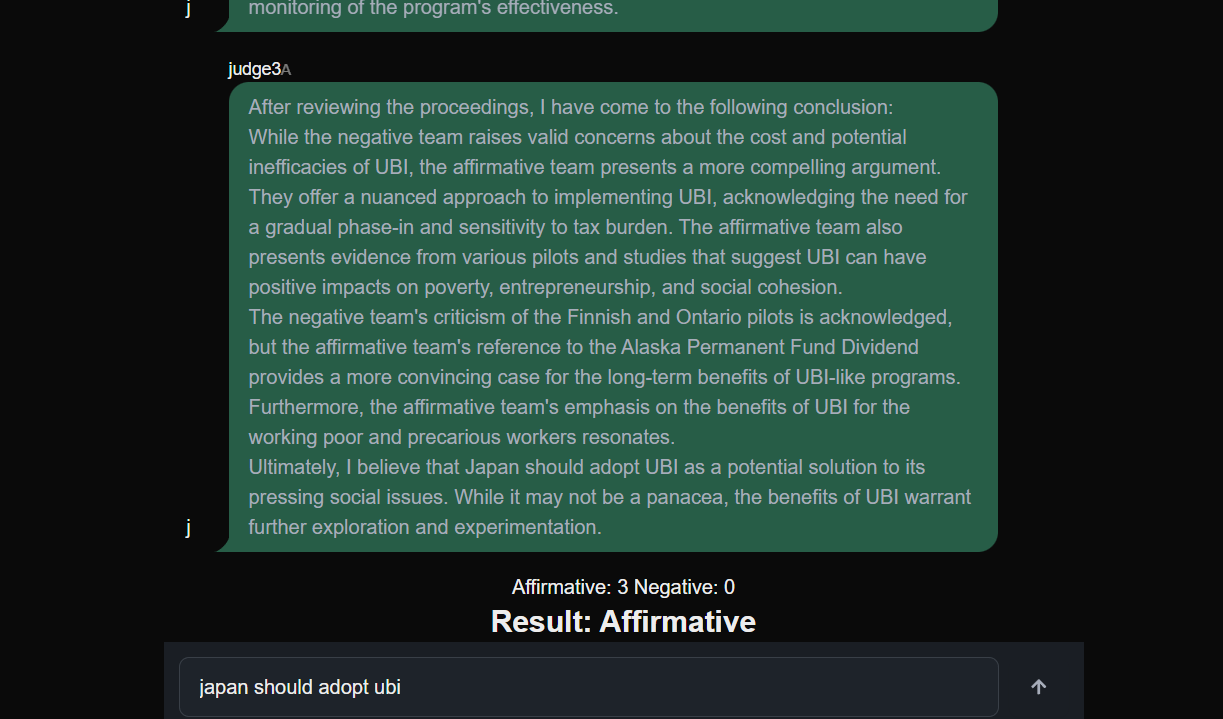 monitoring of the program's effectiveness.
j
judge3A
After reviewing the proceedings, I have come to the following conclusion:
While the negative team raises valid concerns about the cost and potential
inefficacies of UBI, the affirmative team presents a more compelling argument.
They offer a nuanced approach to implementing UBI, acknowledging the need for
a gradual phase-in and sensitivity to tax burden. The affirmative team also
presents evidence from various pilots and studies that suggest UBI can have
positive impacts on poverty, entrepreneurship, and social cohesion.
The negative team's criticism of the Finnish and Ontario pilots is acknowledged,
but the affirmative team's reference to the Alaska Permanent Fund Dividend
provides a more convincing case for the long-term benefits of UBI-like programs.
Furthermore, the affirmative team's emphasis on the benefits of UBI for the
working poor and precarious workers resonates.
Ultimately, I believe that Japan should adopt UBI as a potential solution to its
pressing social issues. While it may not be a panacea, the benefits of UBI warrant
further exploration and experimentation.
j
Affirmative: 3 Negative: 0
Result: Affirmative
japan should adopt ubi